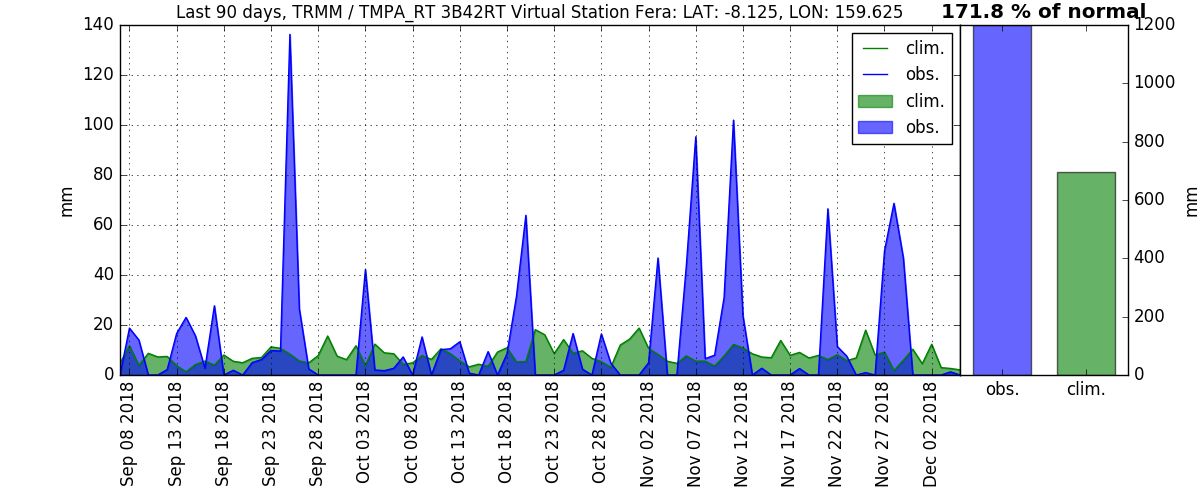 Last 90 days, TRMM / TMPA_RT 3B42RT Virtual Station Fera: LAT: -8.125, LON: 159.625
171.8 % of normal
mm
140
120
100
80
60
40
20
0
clim.
obs.
clim.
obs.
1200
1000
800
600
400
200
0
mm
obs.
clim.
Sep 08 2018
Sep 13 2018
Sep 18 2018
Sep 23 2018
Sep 28 2018
Oct 03 2018
Oct 08 2018
Oct 13 2018
Oct 18 2018
Oct 23 2018
Oct 28 2018
Nov 02 2018
Nov 07 2018
Nov 12 2018
Nov 17 2018
Nov 22 2018
Nov 27 2018
Dec 02 2018